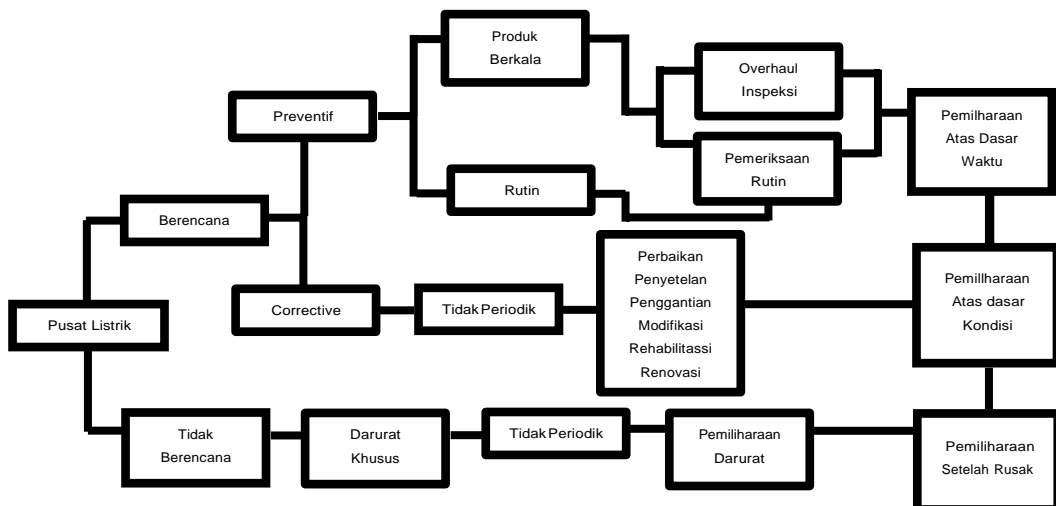 Produk
Berkala
Overhaul
Inspeksi
Preventif
Pemilharaan
Atas Dasar
Waktu
Pemeriksaan
Rutin
Rutin
Berencana
Perbaikan
Penyetelan
Penggantian
Modifikasi
Rehabilitassi
Renovasi
Pemillharaan
Atas dasar
Kondisi
Corrective
Tidak Periodik
Pusat Listrik
Tidak
Berencana
Darurat
Khusus
Tidak Periodik
Pemiliharaan
Darurat
Pemiliharaan
Setelah Rusak